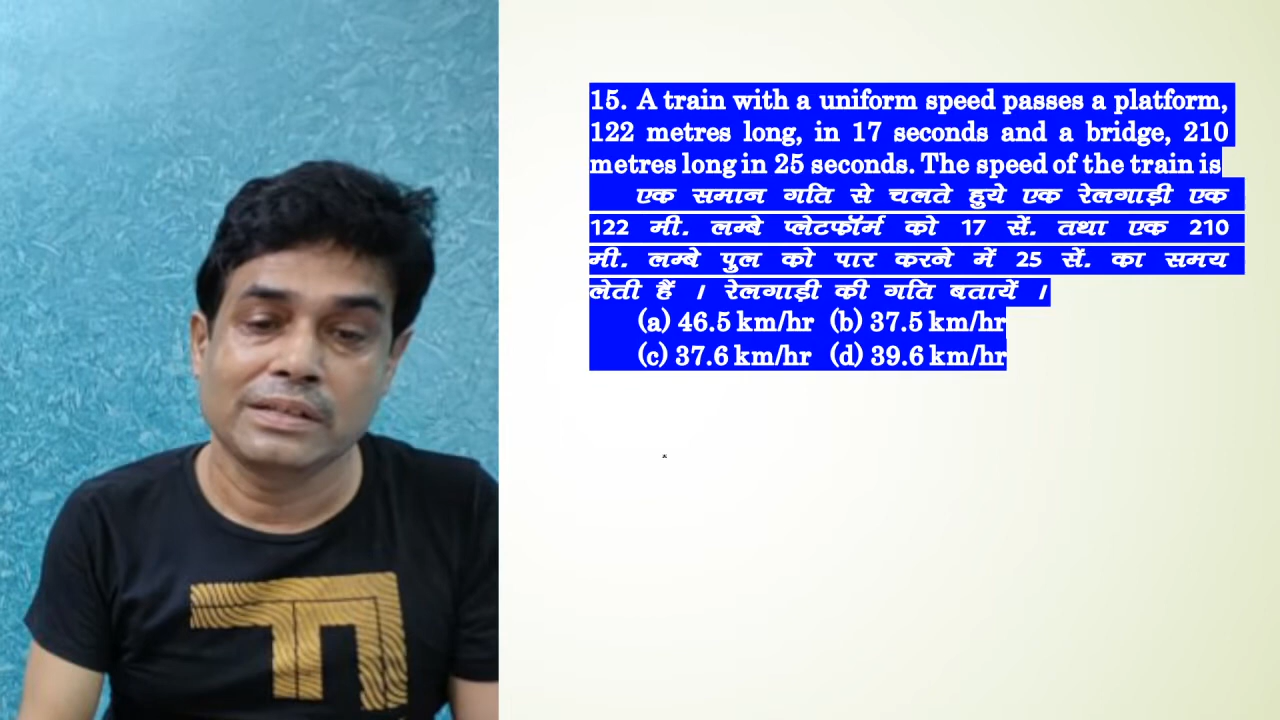 15. A train with a uniform speed passes a platform,
122 metres long, in 17 seconds and a bridge, 210
metres long in 25 seconds. The speed of the train is
एक समान गति से चलते हुये एक रेलगाड़ी एक
122 मी. लम्बे प्लेटफॉर्म को 17 सें. तथा एक 210
मी. लम्बे पुल को पार करने में 25 सें. का समय
लेती हैं । रेलगाड़ी की गति बतायें ।
(a) 46.5 km/hr (b) 37.5 km/hr
(c) 37.6 km/hr (d) 39.6 km/hr